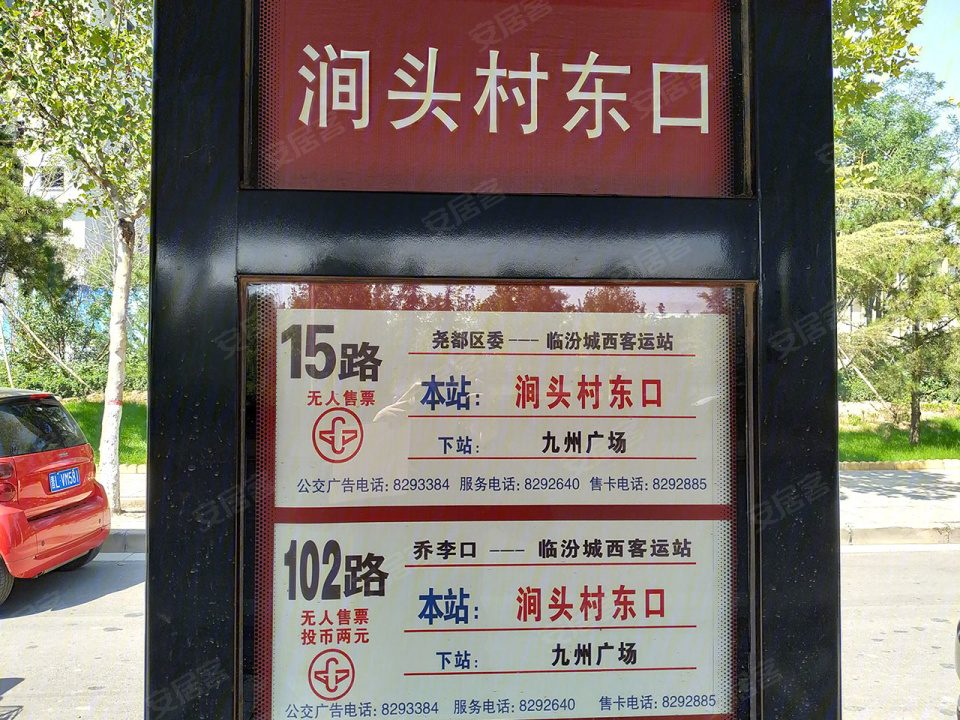 涧头村东口
15路
尧都区委 --- 临汾城西客运站
无人售票
本站: 涧头村东口
下站: 九州广场
公交广告电话: 8293384 服务电话: 8292640 售卡电话: 8292885
102路
乔李口 --- 临汾城西客运站
无人售票
投币两元
本站: 涧头村东口
下站: 九州广场
公交广告电话: 8293384 服务电话: 8292640 售卡电话: 8292885
安居客